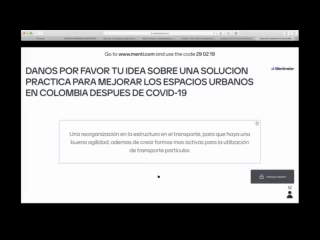 Go to www.menti.com and use the code 29 02 19
DANOS POR FAVOR TU IDEA SOBRE UNA SOLUCION
PRACTICA PARA MEJORAR LOS ESPACIOS URBANOS
EN COLOMBIA DESPUES DE COVID-19
Mentimeter
Una reorganización en la estructura en el transporte, para que haya una
buena agilidad, ademas de crear formas mas activas para la utilización
de transporte particular.